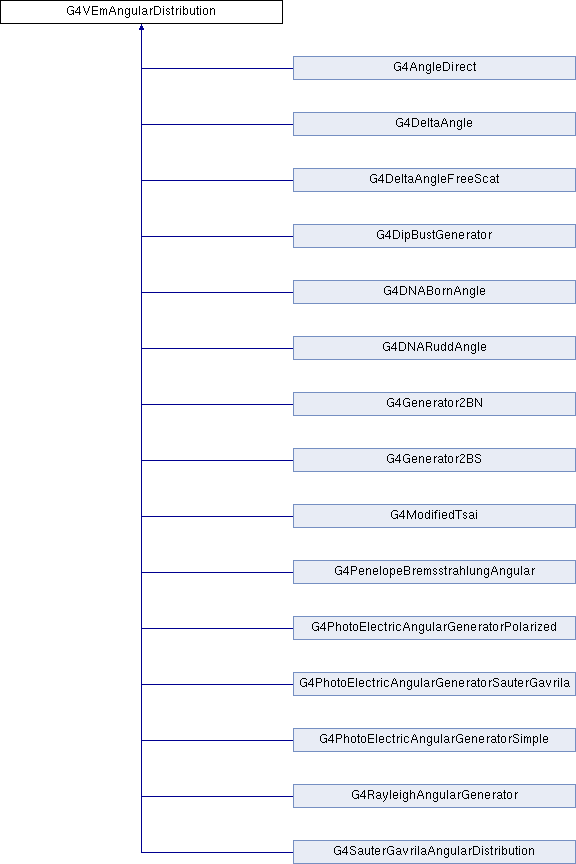 G4VEmAngularDistribution
G4AngleDirect
G4DeltaAngle
G4DeltaAngleFreeScat
G4DipBustGenerator
G4DNABornAngle
G4DNARuddAngle
G4Generator2BN
G4Generator2BS
G4ModifiedTsai
G4PenelopeBremsstrahlungAngular
G4PhotoElectricAngularGeneratorPolarized
G4PhotoElectricAngularGeneratorSauterGavrila
G4PhotoElectricAngularGeneratorSimple
G4RayleighAngularGenerator
G4SauterGavrilaAngularDistribution